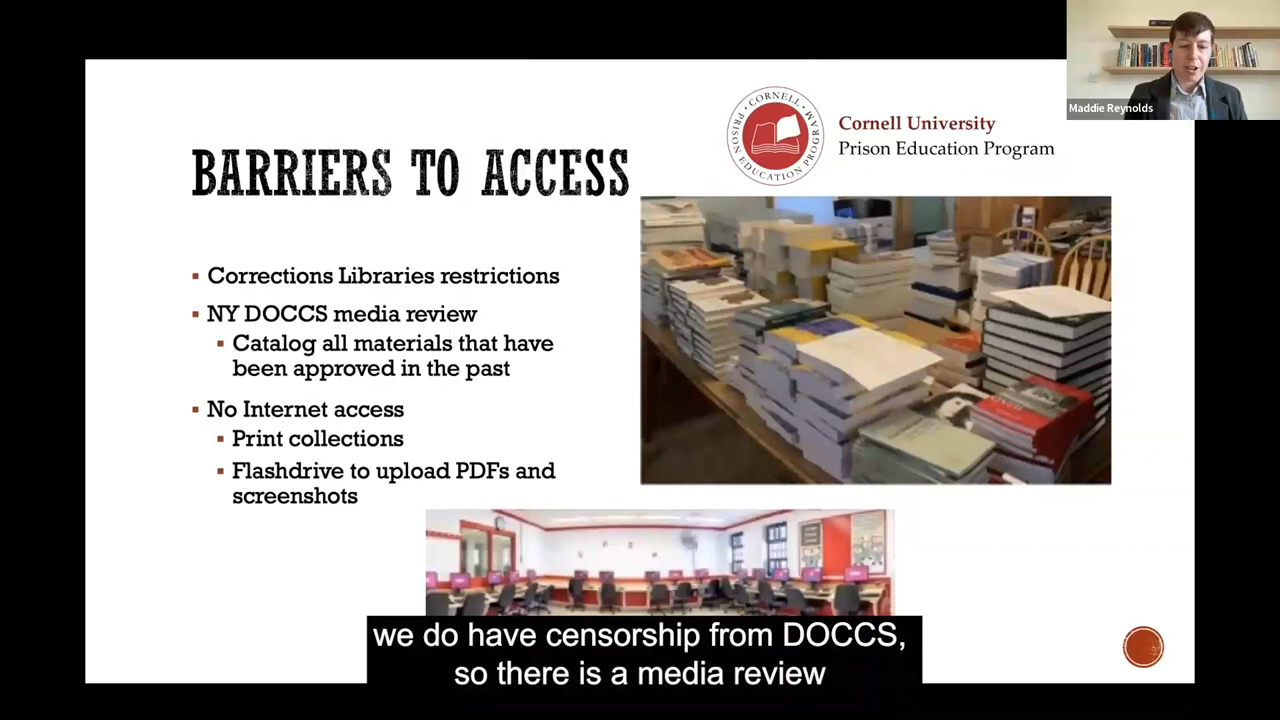 Maddie Reynolds
CORNELL
PRISON EDUCATION PROGRAM
Cornell University
Prison Education Program
BARRIERS TO ACCESS
Corrections Libraries restrictions
NY DOCCS media review
Catalog all materials that have
been approved in the past
No Internet access
Print collections
Flashdrive to upload PDFs and
screenshots
we do have censorship from DOCCS,
so there is a media review